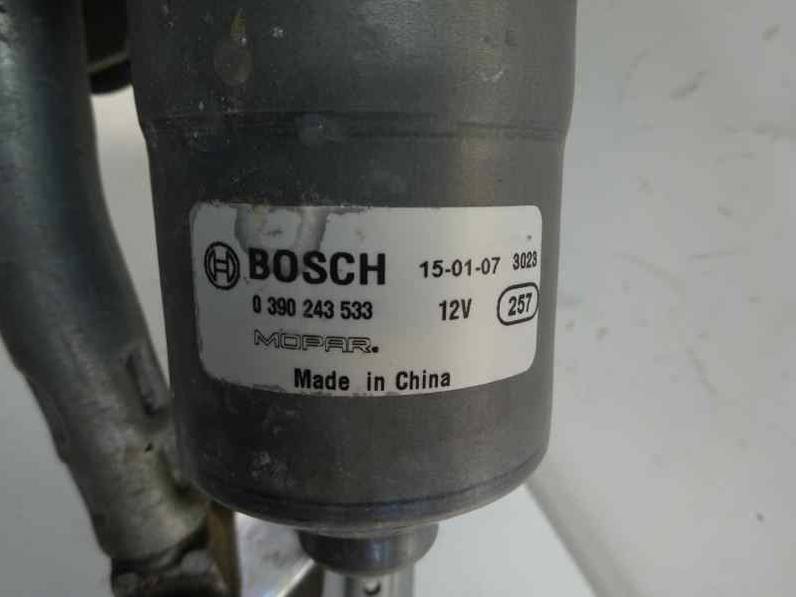 BOSCH 15-01-07 3023
0 390 243 533 12V 257
MOPAR.
Made in China